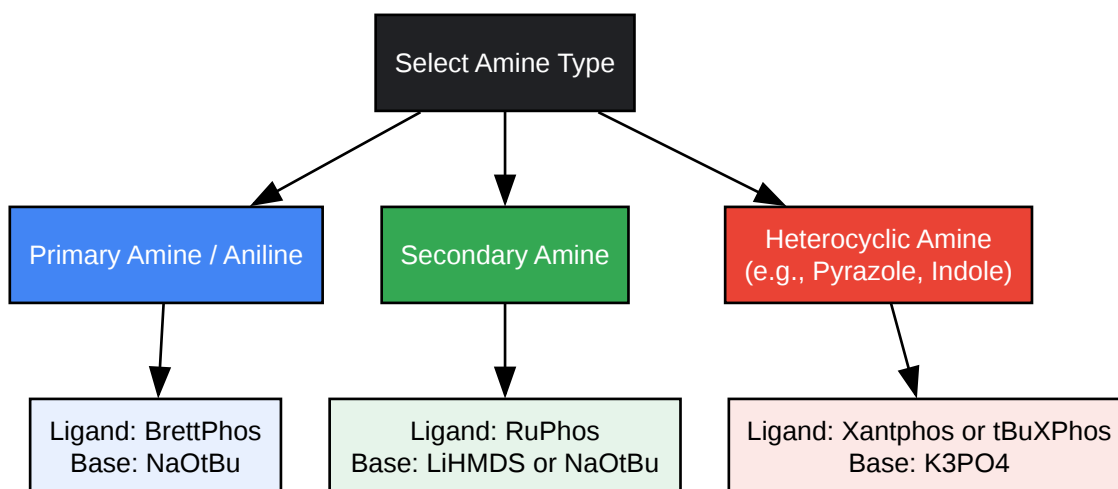 Select Amine Type
Primary Amine / Aniline
Secondary Amine
Heterocyclic Amine
(e.g., Pyrazole, Indole)
Ligand: BrettPhos
Base: NaOtBu
Ligand: RuPhos
Base: LiHMDS or NaOtBu
Ligand: Xantphos or tBuXPhos
Base: K3PO4